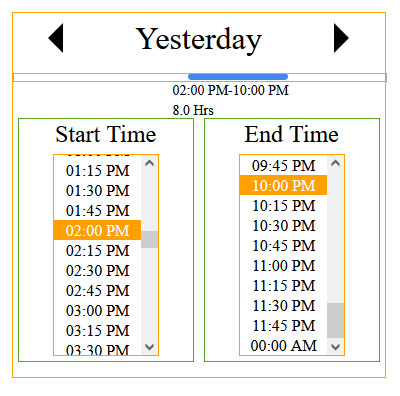 Yesterday
02:00 PM-10:00 PM
8.0 Hrs
Start Time
01:15 PM
01:30 PM
01:45 PM
02:00 PM
02:15 PM
02:30 PM
02:45 PM
03:00 PM
03:15 PM
03:30 PM
End Time
09:45 PM
10:00 PM
10:15 PM
10:30 PM
10:45 PM
11:00 PM
11:15 PM
11:30 PM
11:45 PM
00:00 AM